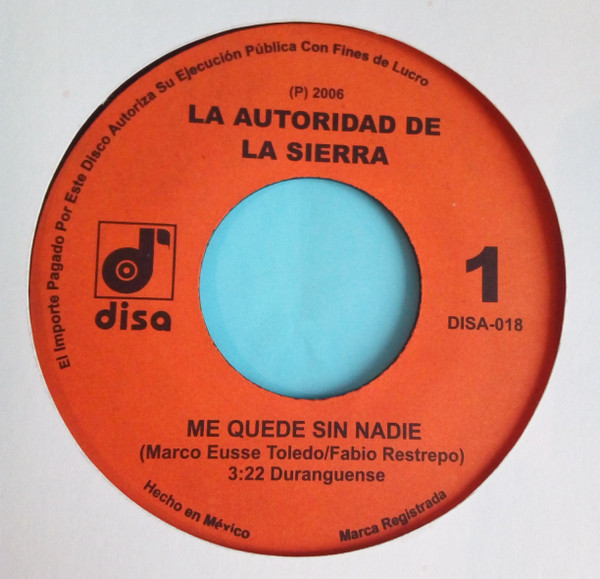 El Importe Pagado Por Este Disco Autoriza Su Ejecución Pública Con Fines de Lucro
(P) 2006
LA AUTORIDAD DE
LA SIERRA
disa
1
DISA-018
ME QUEDE SIN NADIE
(Marco Eusse Toledo/Fabio Restrepo)
3:22 Duranguense
Hecho en México
Marca Registrada